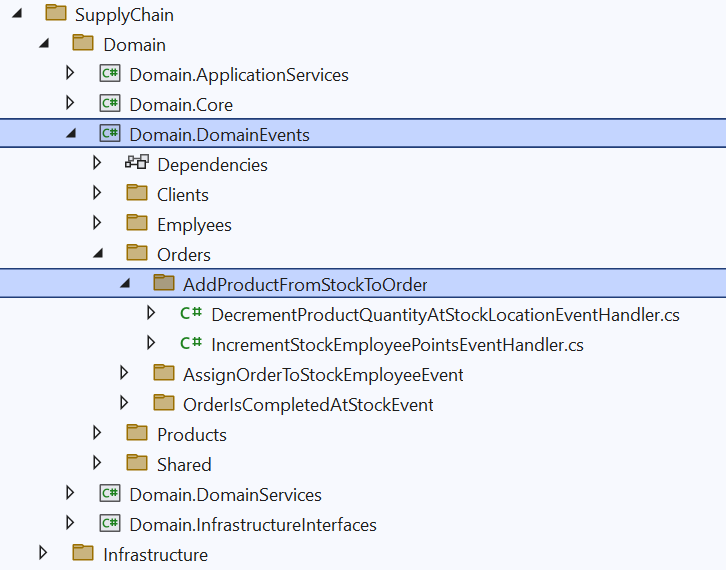 SupplyChain
Domain
C# Domain.ApplicationServices
C# Domain.Core
C# Domain.DomainEvents
Dependencies
Clients
Emplyees
Orders
AddProductFromStockToOrder
C# DecrementProductQuantityAtStockLocationEventHandler.cs
C# IncrementStockEmployeePointsEventHandler.cs
AssignOrderToStockEmployeeEvent
OrderIsCompletedAtStockEvent
Products
Shared
C# Domain.DomainServices
C# Domain.InfrastructureInterfaces
Infrastructure